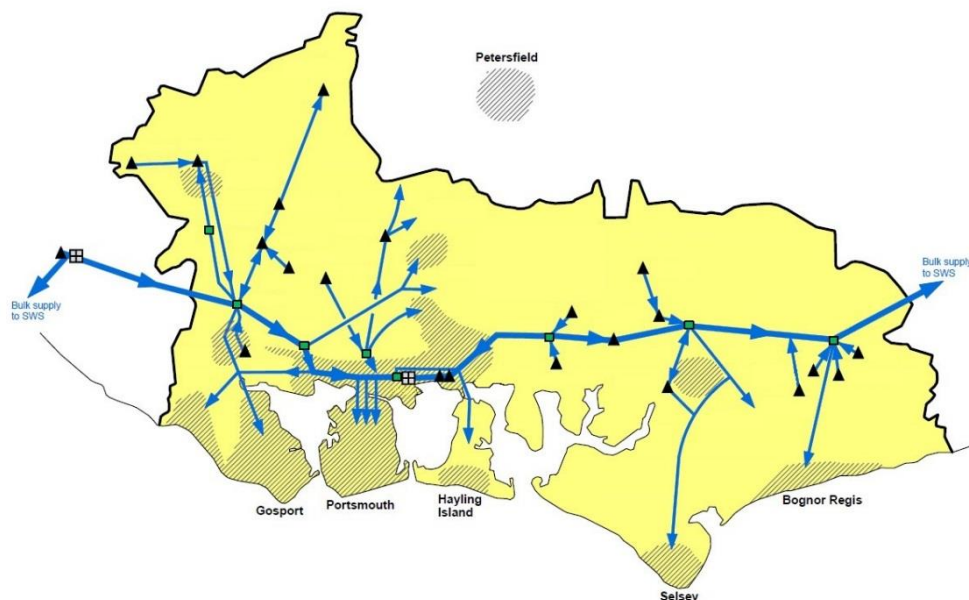 Petersfield
Bulk supply
to SWS
Bulk supply
to SWS
Gosport
Portsmouth
Hayling
Island
Bognor Regis
Selsey